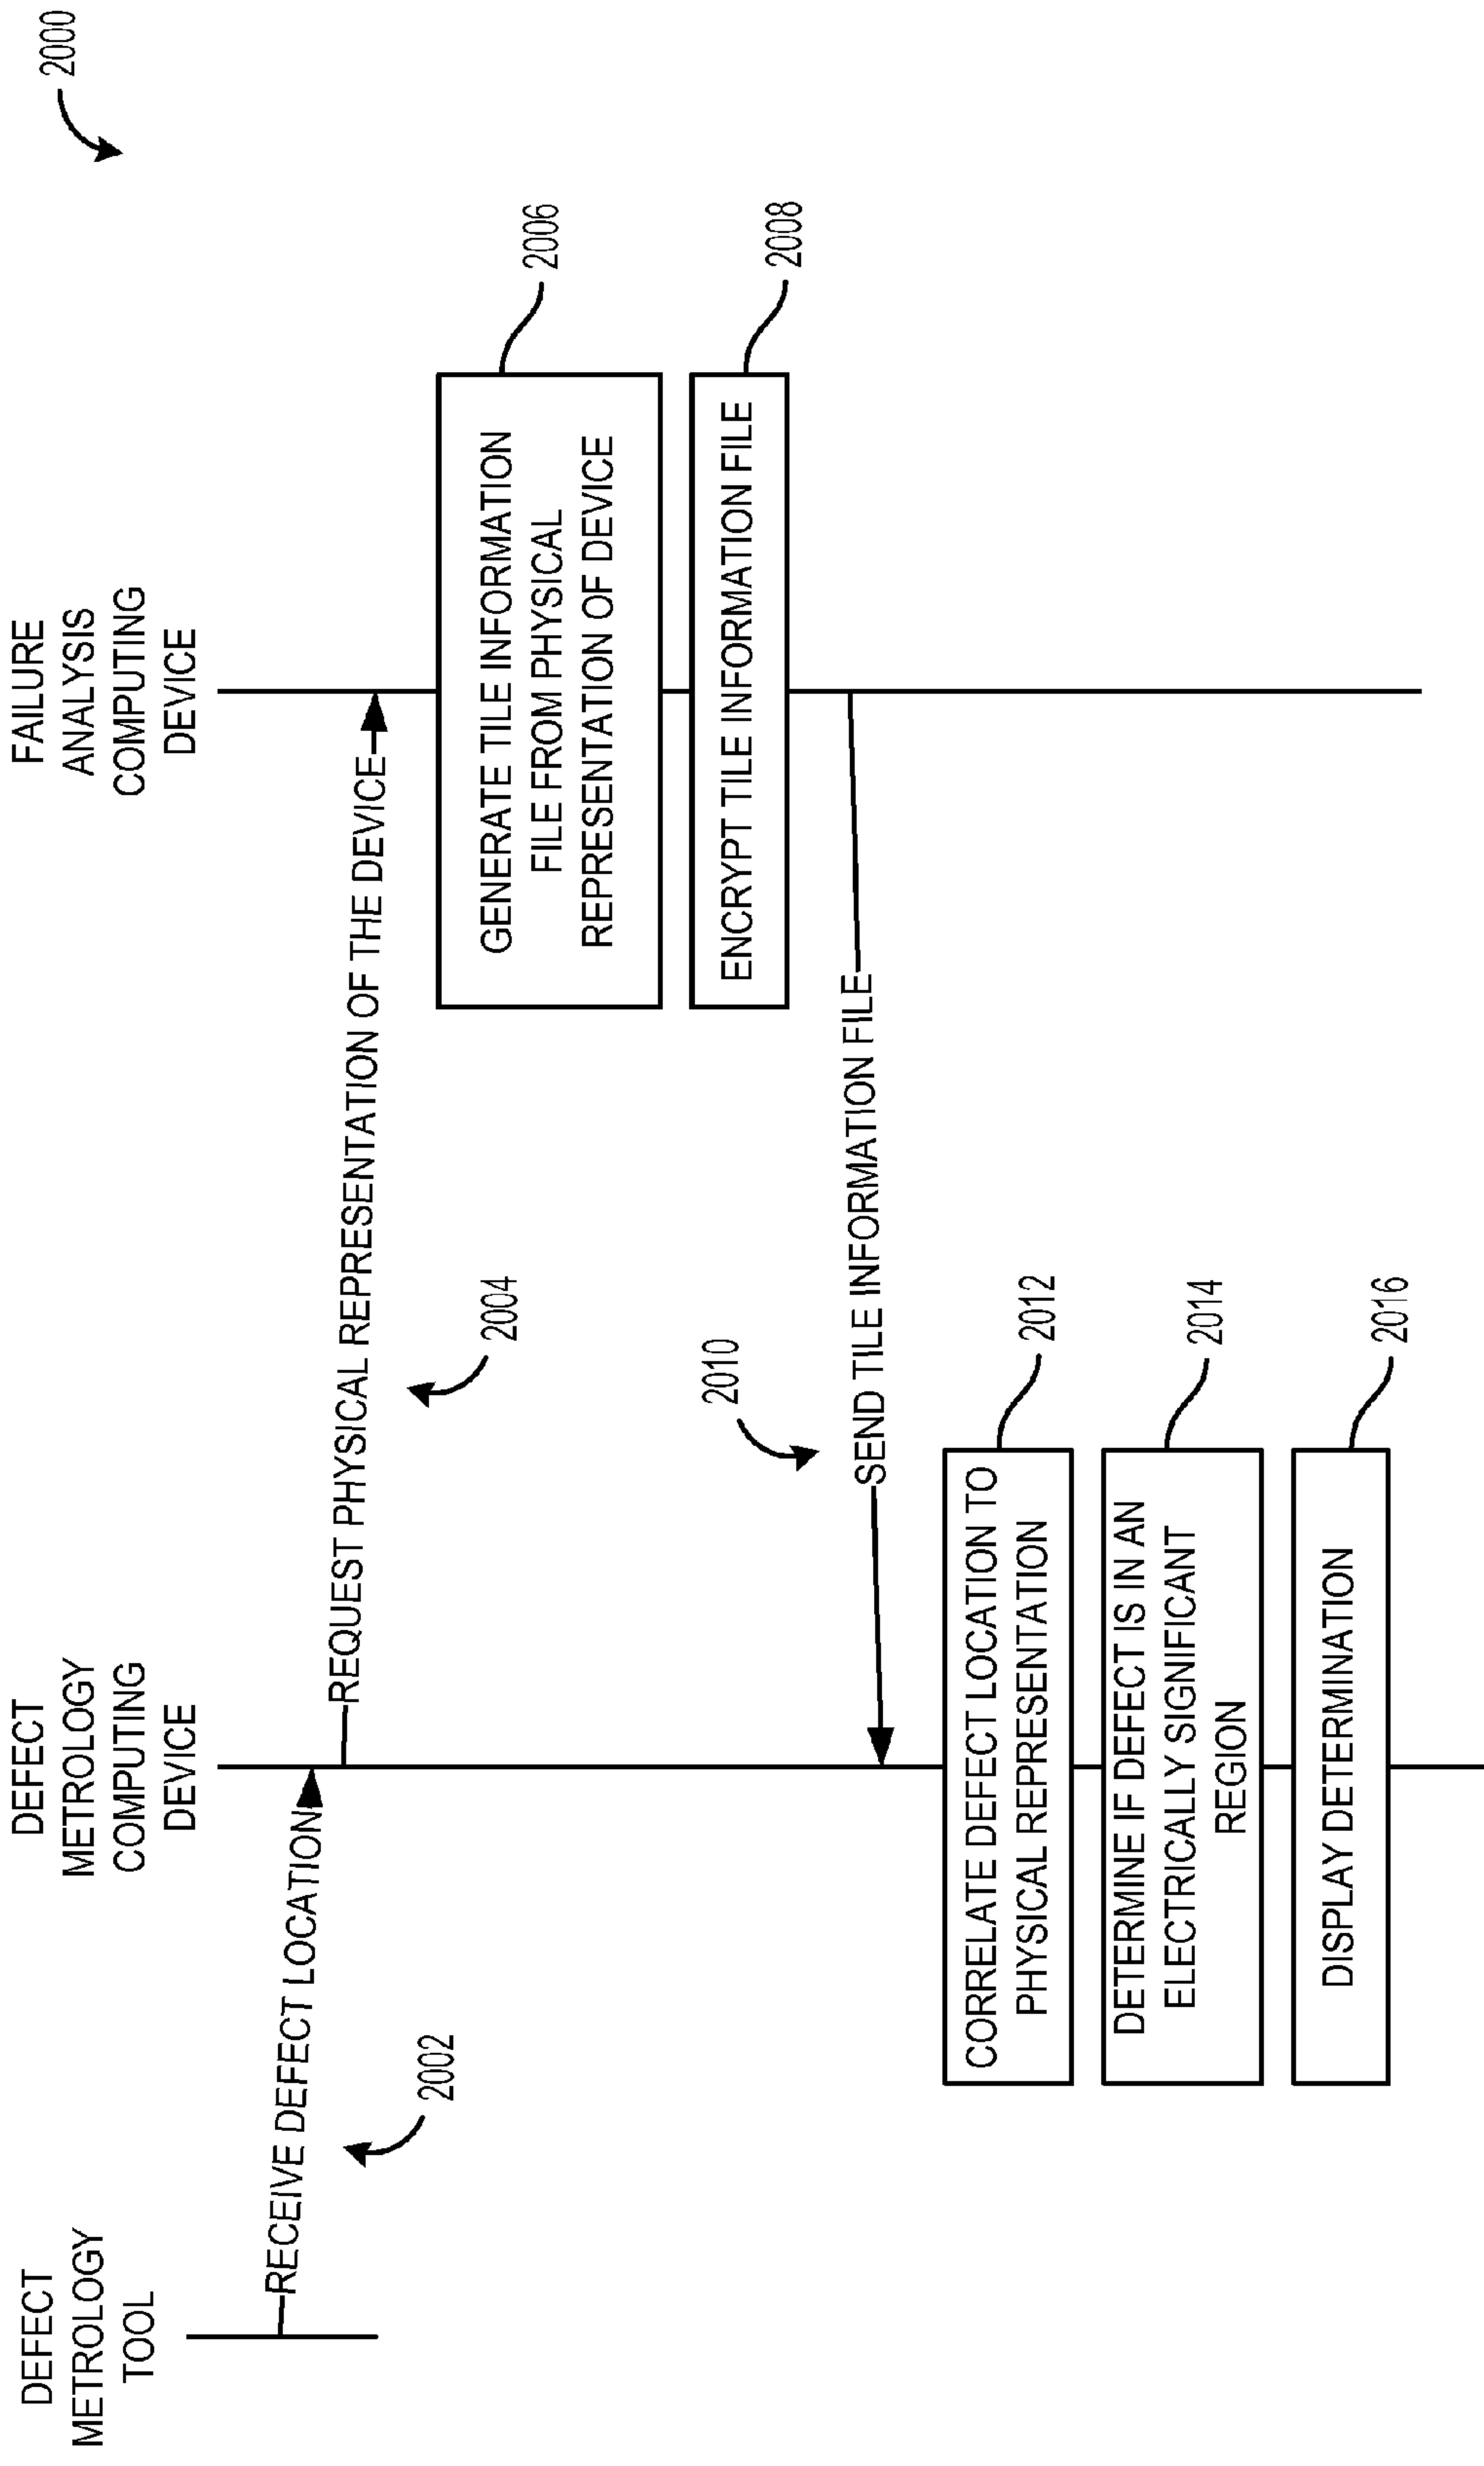 2000
DEFECT
METROLOGY
TOOL
DEFECT
METROLOGY
COMPUTING
DEVICE
FAILURE
ANALYSIS
COMPUTING
DEVICE
RECEIVE DEFECT LOCATION
2002
REQUEST PHYSICAL REPRESENTATION OF THE DEVICE
2004
GENERATE TILE INFORMATION
FILE FROM PHYSICAL
REPRESENTATION OF DEVICE
2006
ENCRYPT TILE INFORMATION FILE
2008
2010
SEND TILE INFORMATION FILE
CORRELATE DEFECT LOCATION TO
PHYSICAL REPRESENTATION
2012
DETERMINE IF DEFECT IS IN AN
ELECTRICALLY SIGNIFICANT
REGION
2014
DISPLAY DETERMINATION
2016